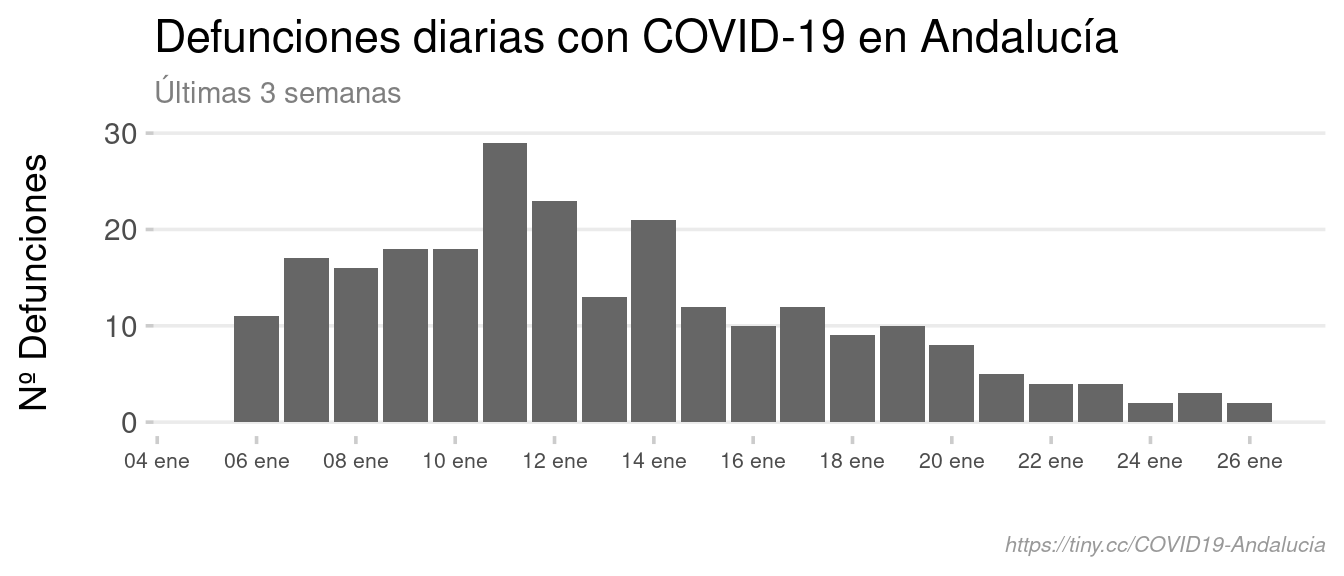 Defunciones diarias con COVID-19 en Andalucía
Últimas 3 semanas
Nº Defunciones
30
20
10
0
04 ene 06 ene 08 ene 10 ene 12 ene 14 ene 16 ene 18 ene 20 ene 22 ene 24 ene 26 ene
https://tiny.cc/COVID19-Andalucia